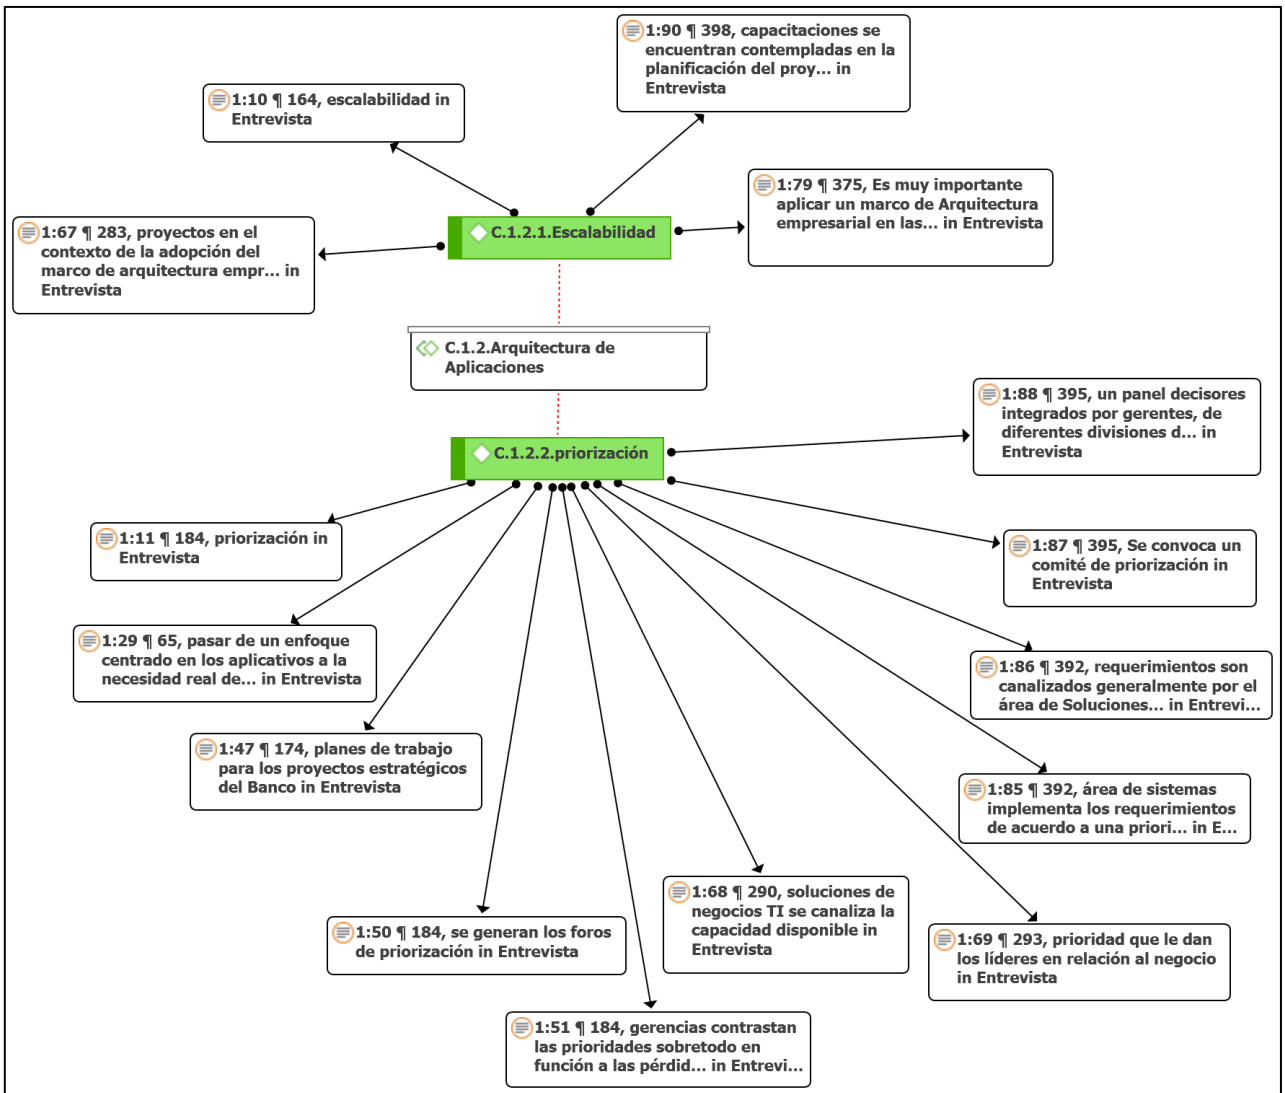 1:90 ¶ 398, capacitaciones se
encuentran contempladas en la
planificación del proy... in
Entrevista
1:10 ¶ 164, escalabilidad in
Entrevista
1:79 ¶ 375, Es muy importante
aplicar un marco de Arquitectura
empresarial en las... in Entrevista
1:67 ¶ 283, proyectos en el
contexto de la adopción del
marco de arquitectura empr... in
Entrevista
C.1.2.1.Escalabilidad
C.1.2.Arquitectura de
Aplicaciones
C.1.2.2.priorización
1:88 ¶ 395, un panel decisores
integrados por gerentes, de
diferentes divisiones d... in
Entrevista
1:11 ¶ 184, priorización in
Entrevista
1:87 ¶ 395, Se convoca un
comité de priorización in
Entrevista
1:29 ¶ 65, pasar de un enfoque
centrado en los aplicativos a la
necesidad real de... in Entrevista
1:86 ¶ 392, requerimientos son
canalizados generalmente por el
área de Soluciones... in Entrevi...
1:47 ¶ 174, planes de trabajo
para los proyectos estratégicos
del Banco in Entrevista
1:85 ¶ 392, área de sistemas
implementa los requerimientos
de acuerdo a una priori... in E...
1:68 ¶ 290, soluciones de
negocios TI se canaliza la
capacidad disponible in
Entrevista
1:50 ¶ 184, se generan los foros
de priorización in Entrevista
1:69 ¶ 293, prioridad que le dan
los líderes en relación al negocio
in Entrevista
1:51 ¶ 184, gerencias contrastan
las prioridades sobretodo en
función a las pérdid... in Entrevi...